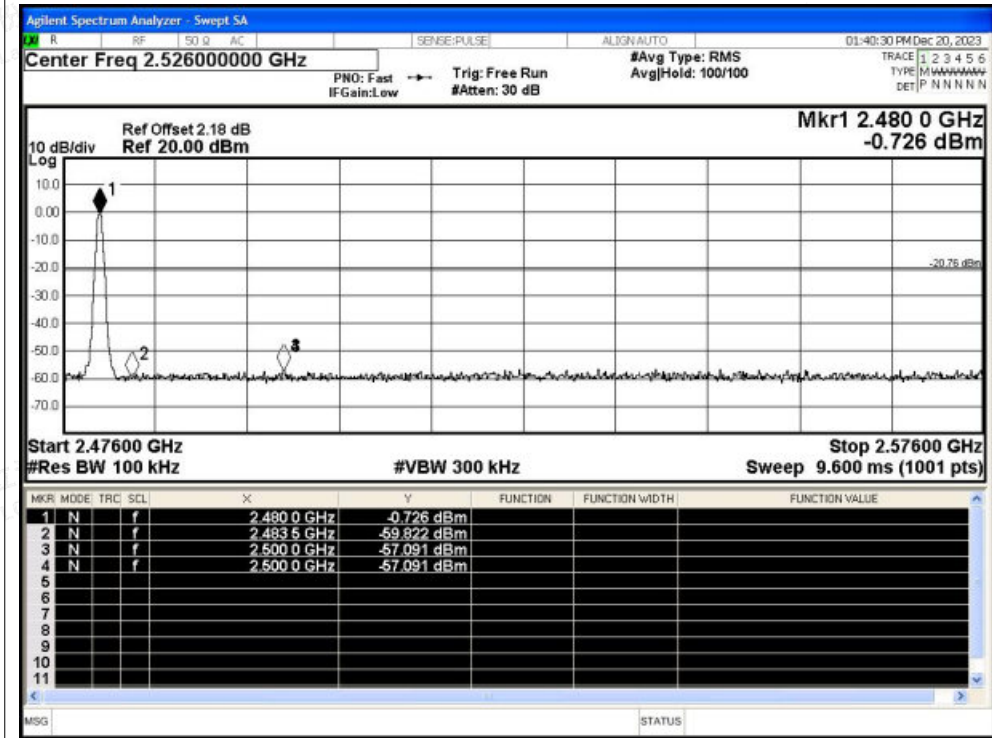 Agilent Spectrum Analyzer - Swept SA
LXI R RF 50 Ω AC SENSE:PULSE ALIGNAUTO 01:40:30 PM Dec 20, 2023
Center Freq 2.526000000 GHz
PNO: Fast
IFGain:Low
Trig: Free Run
#Atten: 30 dB
#Avg Type: RMS
Avg|Hold: 100/100
TRACE 1 2 3 4 5 6
TYPE M WWWWW
DET P N N N N N
Mkr1 2.480 0 GHz
-0.726 dBm
Ref Offset 2.18 dB
10 dB/div Ref 20.00 dBm
Log
10.0
0.00
-10.0
-20.0
-30.0
-40.0
-50.0
-60.0
-70.0
1
2
3
-20.76 dBm
Start 2.47600 GHz Stop 2.57600 GHz
#Res BW 100 kHz #VBW 300 kHz Sweep 9.600 ms (1001 pts)
MKR MODE TRC SCL X Y FUNCTION FUNCTION WIDTH FUNCTION VALUE
1 N f 2.480 0 GHz -0.726 dBm
2 N f 2.483 5 GHz -59.822 dBm
3 N f 2.500 0 GHz -57.091 dBm
4 N f 2.500 0 GHz -57.091 dBm
5
6
7
8
9
10
11
MSG STATUS